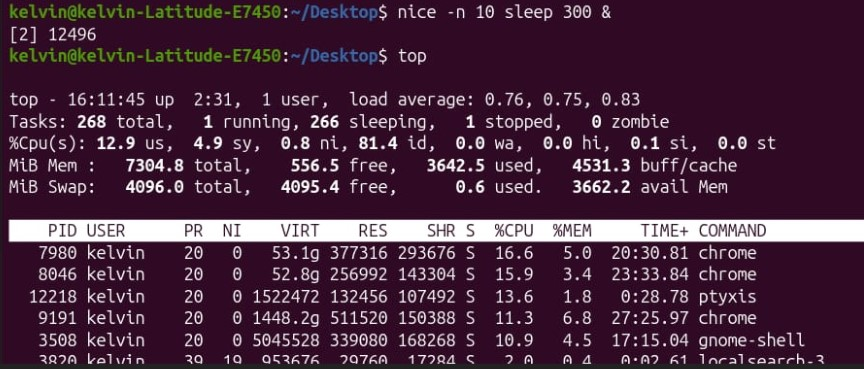 kelvin@kelvin-Latitude-E7450:~/Desktop$ nice -n 10 sleep 300 &
[2] 12496
kelvin@kelvin-Latitude-E7450:~/Desktop$ top
top - 16:11:45 up  2:31,  1 user,  load average: 0.76, 0.75, 0.83
Tasks: 268 total,   1 running, 266 sleeping,   1 stopped,   0 zombie
%Cpu(s): 12.9 us,  4.9 sy,  0.8 ni, 81.4 id,  0.0 wa,  0.0 hi,  0.1 si,  0.0 st
MiB Mem :   7304.8 total,    556.5 free,   3642.5 used,   4531.3 buff/cache
MiB Swap:   4096.0 total,   4095.4 free,      0.6 used.   3662.2 avail Mem
PID USER      PR  NI    VIRT    RES    SHR S  %CPU  %MEM     TIME+ COMMAND
7980 kelvin    20   0   53.1g 377316 293676 S  16.6   5.0  20:30.81 chrome
8046 kelvin    20   0   52.8g 256992 143304 S  15.9   3.4  23:33.84 chrome
12218 kelvin    20   0 1522472 132456 107492 S  13.6   1.8   0:28.78 ptyxis
9191 kelvin    20   0 1448.2g 511520 150388 S  11.3   6.8  27:25.97 chrome
3508 kelvin    20   0 5045528 339080 168268 S  10.9   4.5  17:15.04 gnome-shell
3820 kelvin    39  19  953676  29760  17284 S   2.0   0.4   0:02.61 localsearch-3